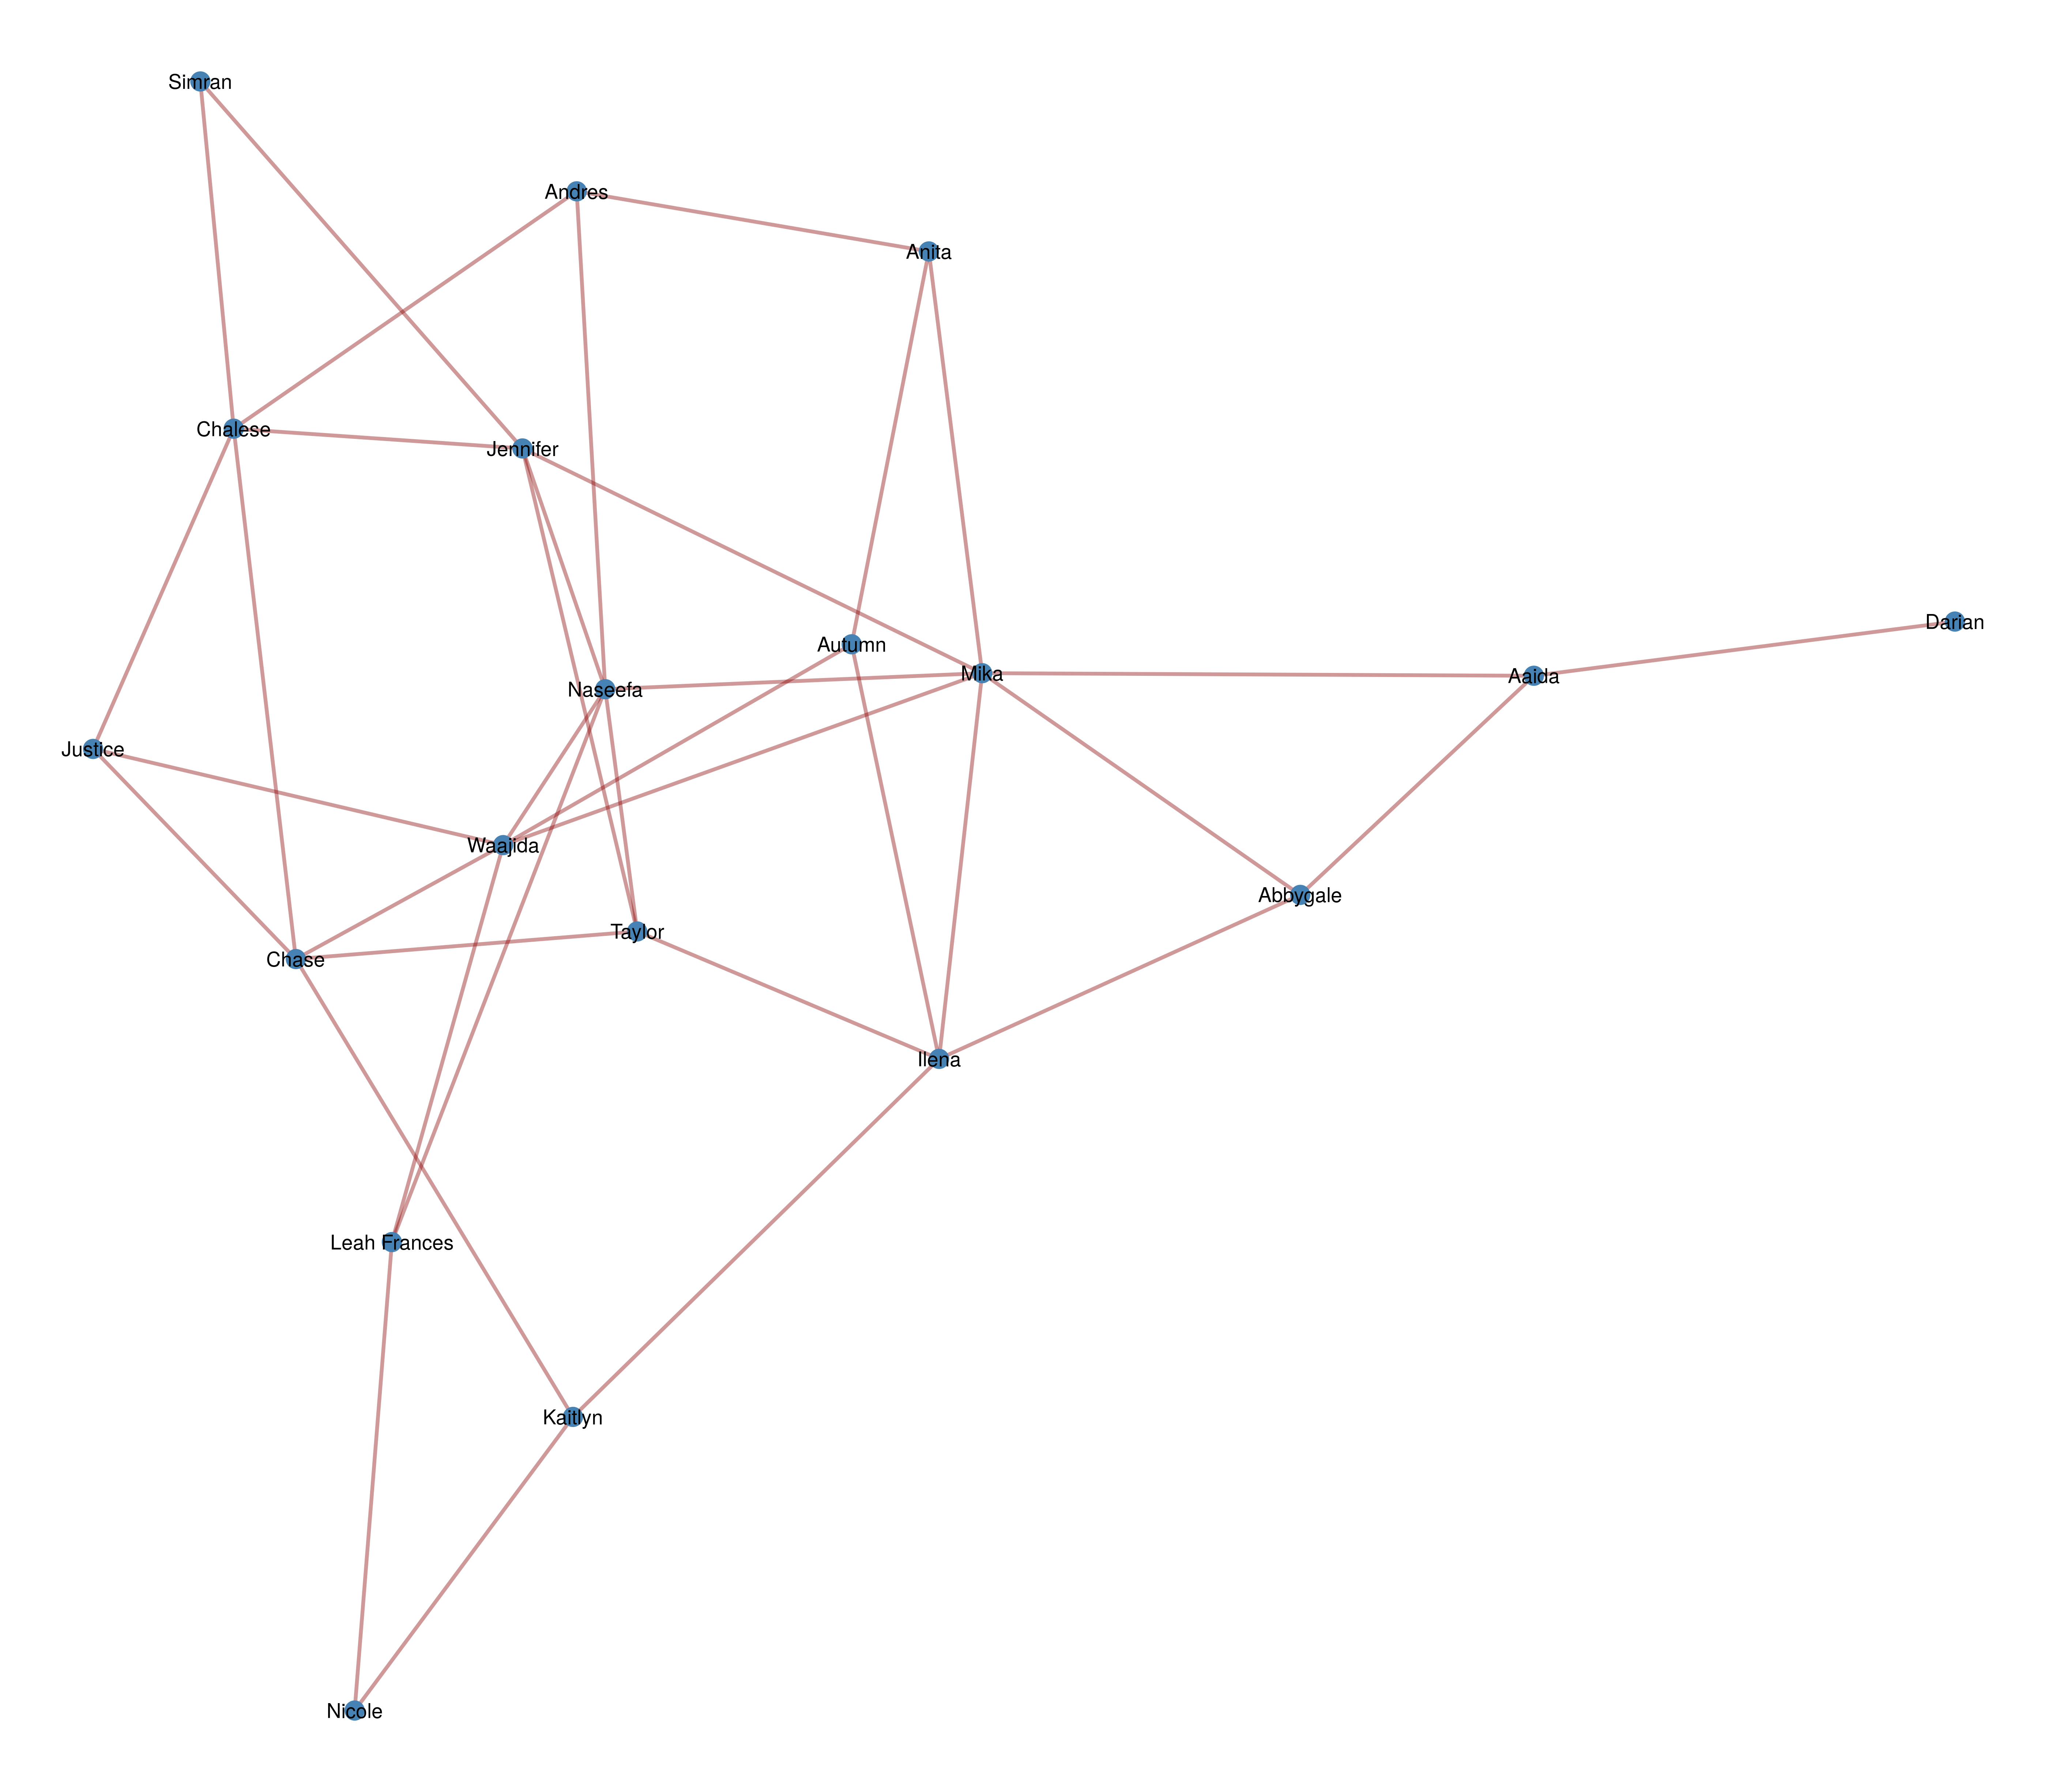 Simran
Andres
Anita
Chalese
Jennifer
Darian
Autumn
Mika
Aaida
Naseefa
Justice
Waajida
Abbygale
Taylor
Chase
Ilena
Leah Frances
Kaitlyn
Nicole